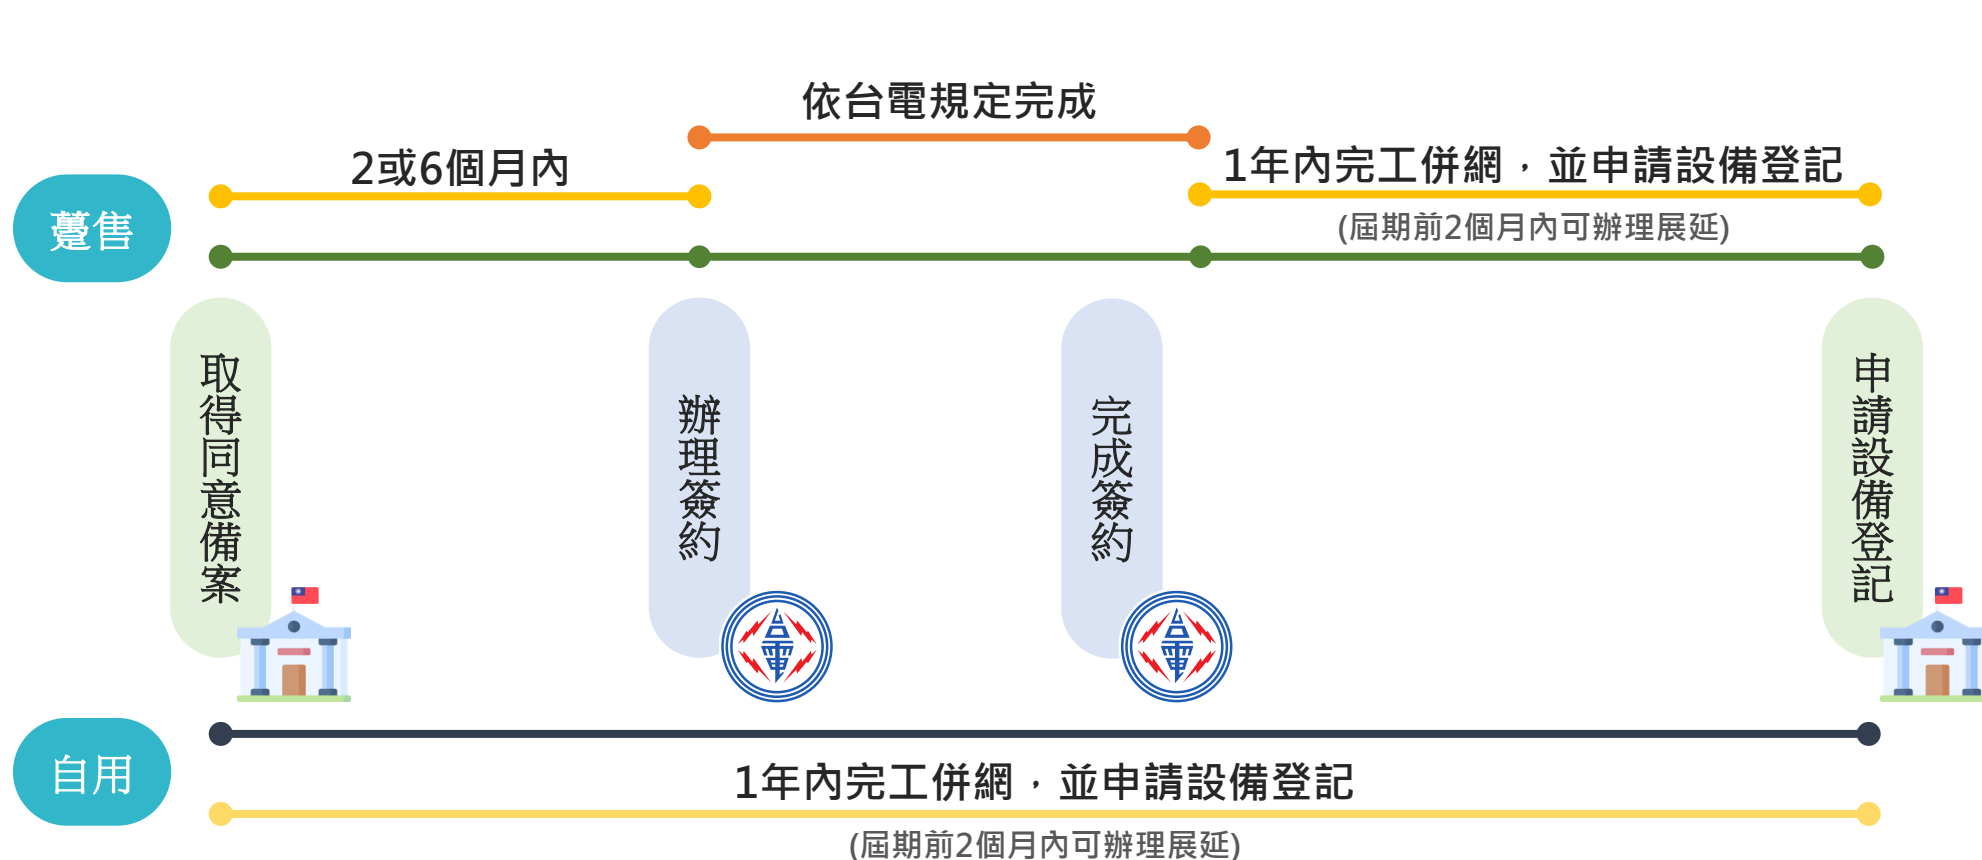 依台電規定完成
2或6個月內
1年內完工併網，並申請設備登記
躉售
(屆期前2個月內可辦理展延)
取得同意備案
辦理簽約
完成簽約
申請設備登記
自用
1年內完工併網，並申請設備登記
(屆期前2個月內可辦理展延)